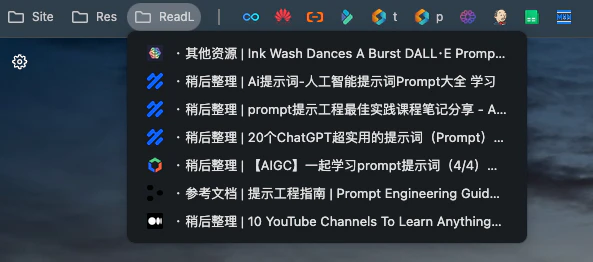 Site Res ReadL t p
· 其他资源 | Ink Wash Dances A Burst DALL·E Promp...
· 稍后整理 | Ai提示词-人工智能提示词Prompt大全 学习
· 稍后整理 | prompt提示工程最佳实践课程笔记分享 - A...
· 稍后整理 | 20个ChatGPT超实用的提示词（Prompt）...
· 稍后整理 | 【AIGC】一起学习prompt提示词（4/4）...
· 参考文档 | 提示工程指南 | Prompt Engineering Guid...
· 稍后整理 | 10 YouTube Channels To Learn Anything...